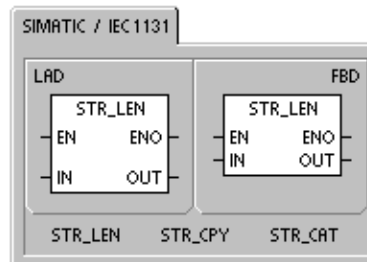 SIMATIC / IEC1131
LAD
FBD
STR_LEN
EN ENO
IN OUT
STR_LEN
EN ENO
IN OUT
STR_LEN STR_CPY STR_CAT